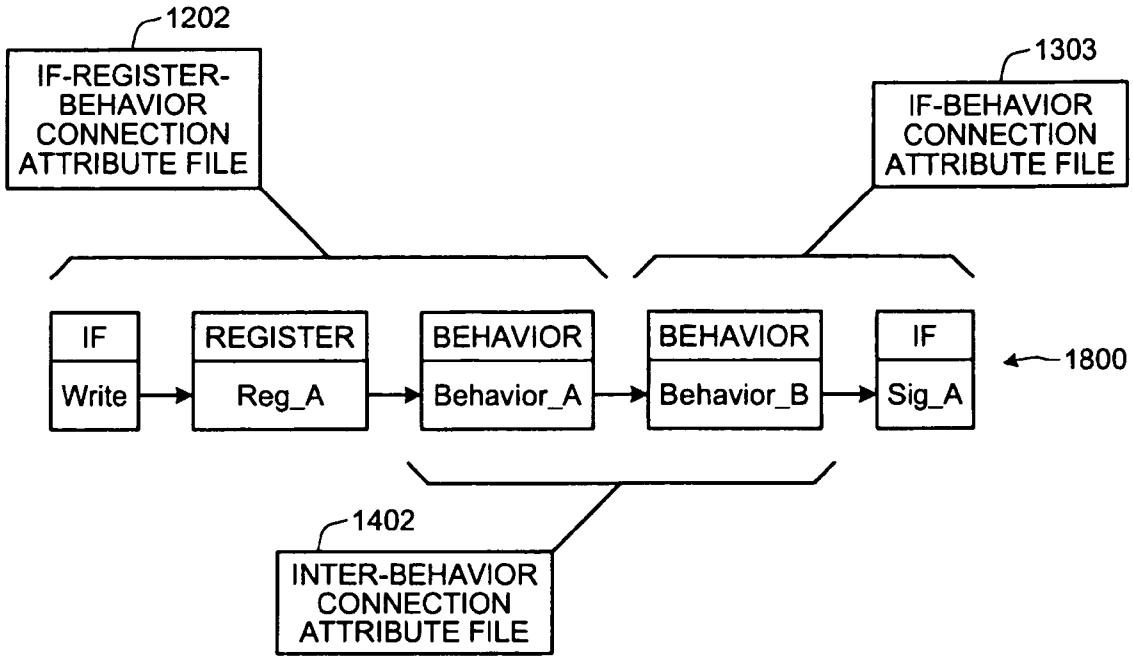 1202
IF-REGISTER-
BEHAVIOR
CONNECTION
ATTRIBUTE FILE
1303
IF-BEHAVIOR
CONNECTION
ATTRIBUTE FILE
IF
REGISTER
BEHAVIOR
BEHAVIOR
IF
Write
Reg_A
Behavior_A
Behavior_B
Sig_A
1800
1402
INTER-BEHAVIOR
CONNECTION
ATTRIBUTE FILE